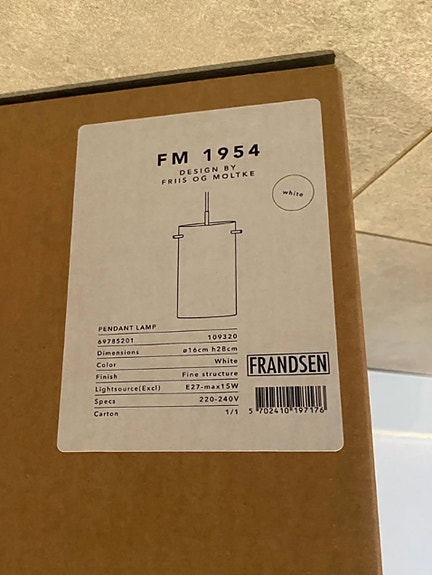 FM 1954
DESIGN BY
FRIIS OG MOLTKE
white
PENDANT LAMP
69785201 109320
Dimensions ø16cm h28cm
Color White
Finish Fine structure
Lightsource(Excl) E27-max15W
Specs 220-240V
Carton 1/1
FRANDSEN
5 702410 197176